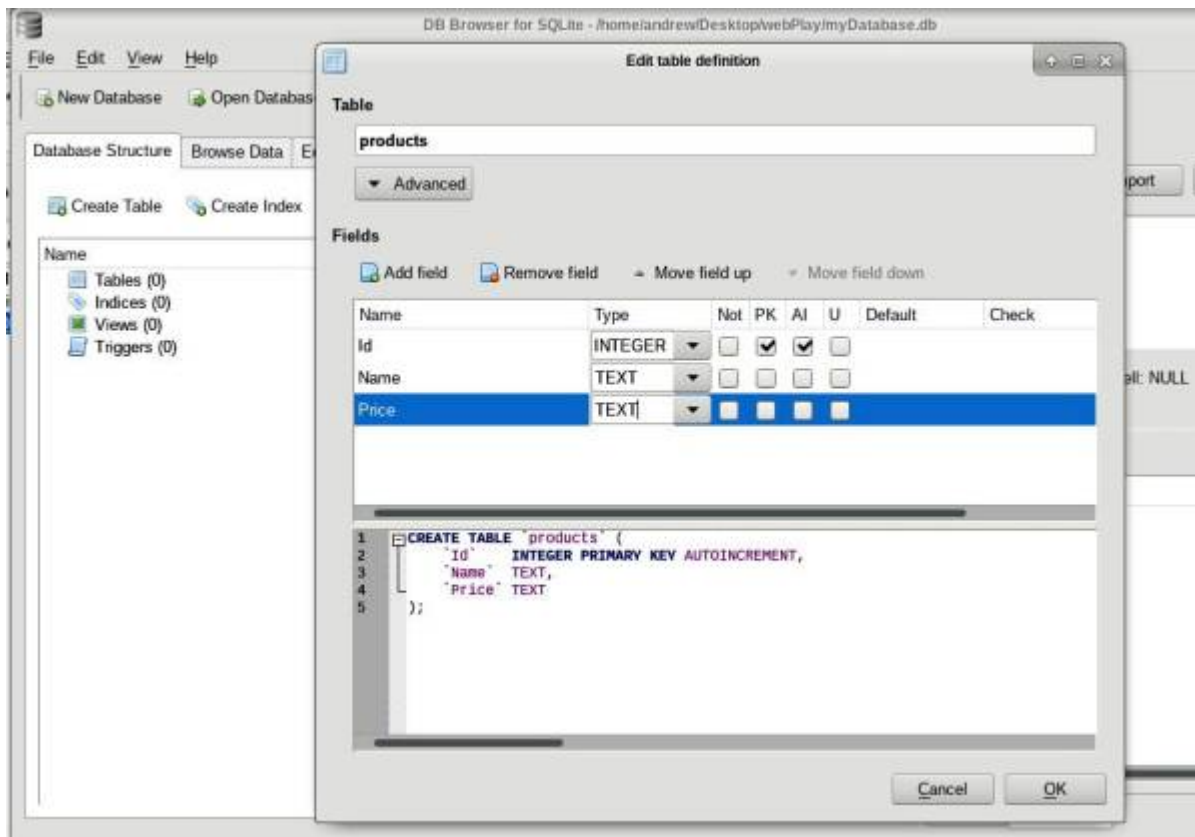 DB Browser for SQLite - /home/andrew/Desktop/webPlay/myDatabase.db
File Edit View Help
Edit table definition
New Database Open Databas
Table
products
Database Structure Browse Data
Advanced
port
Create Table Create Index
Fields
Name
Add field Remove field Move field up Move field down
Tables (0)
Indices (0)
Views (0)
Triggers (0)
Name Type Not PK AI U Default Check
Id INTEGER
Name TEXT
ell: NULL
Price TEXT
1 CREATE TABLE `products` (
2 `Id` INTEGER PRIMARY KEY AUTOINCREMENT,
3 `Name` TEXT,
4 `Price` TEXT
5 );
Cancel OK